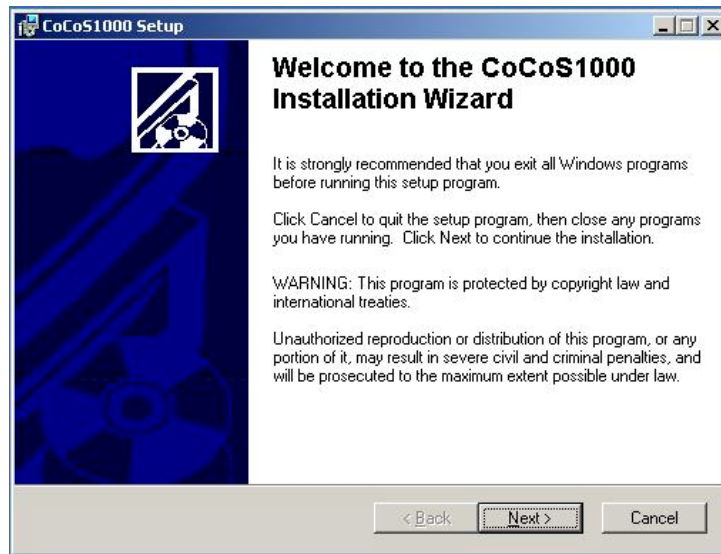 CoCoS1000 Setup
Welcome to the CoCoS1000
Installation Wizard
It is strongly recommended that you exit all Windows programs
before running this setup program.
Click Cancel to quit the setup program, then close any programs
you have running. Click Next to continue the installation.
WARNING: This program is protected by copyright law and
international treaties.
Unauthorized reproduction or distribution of this program, or any
portion of it, may result in severe civil and criminal penalties, and
will be prosecuted to the maximum extent possible under law.
< Back Next > Cancel